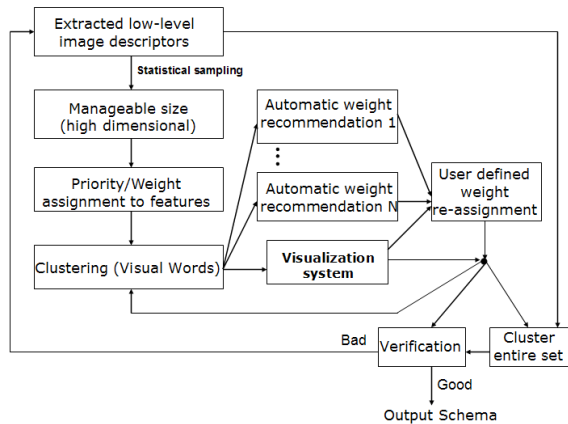 Extracted low-level
image descriptors
Statistical sampling
Manageable size
(high dimensional)
Priority/Weight
assignment to features
Clustering (Visual Words)
Automatic weight
recommendation 1
Automatic weight
recommendation N
Visualization
system
User defined
weight
re-assignment
Bad
Verification
Cluster
entire set
Good
Output Schema